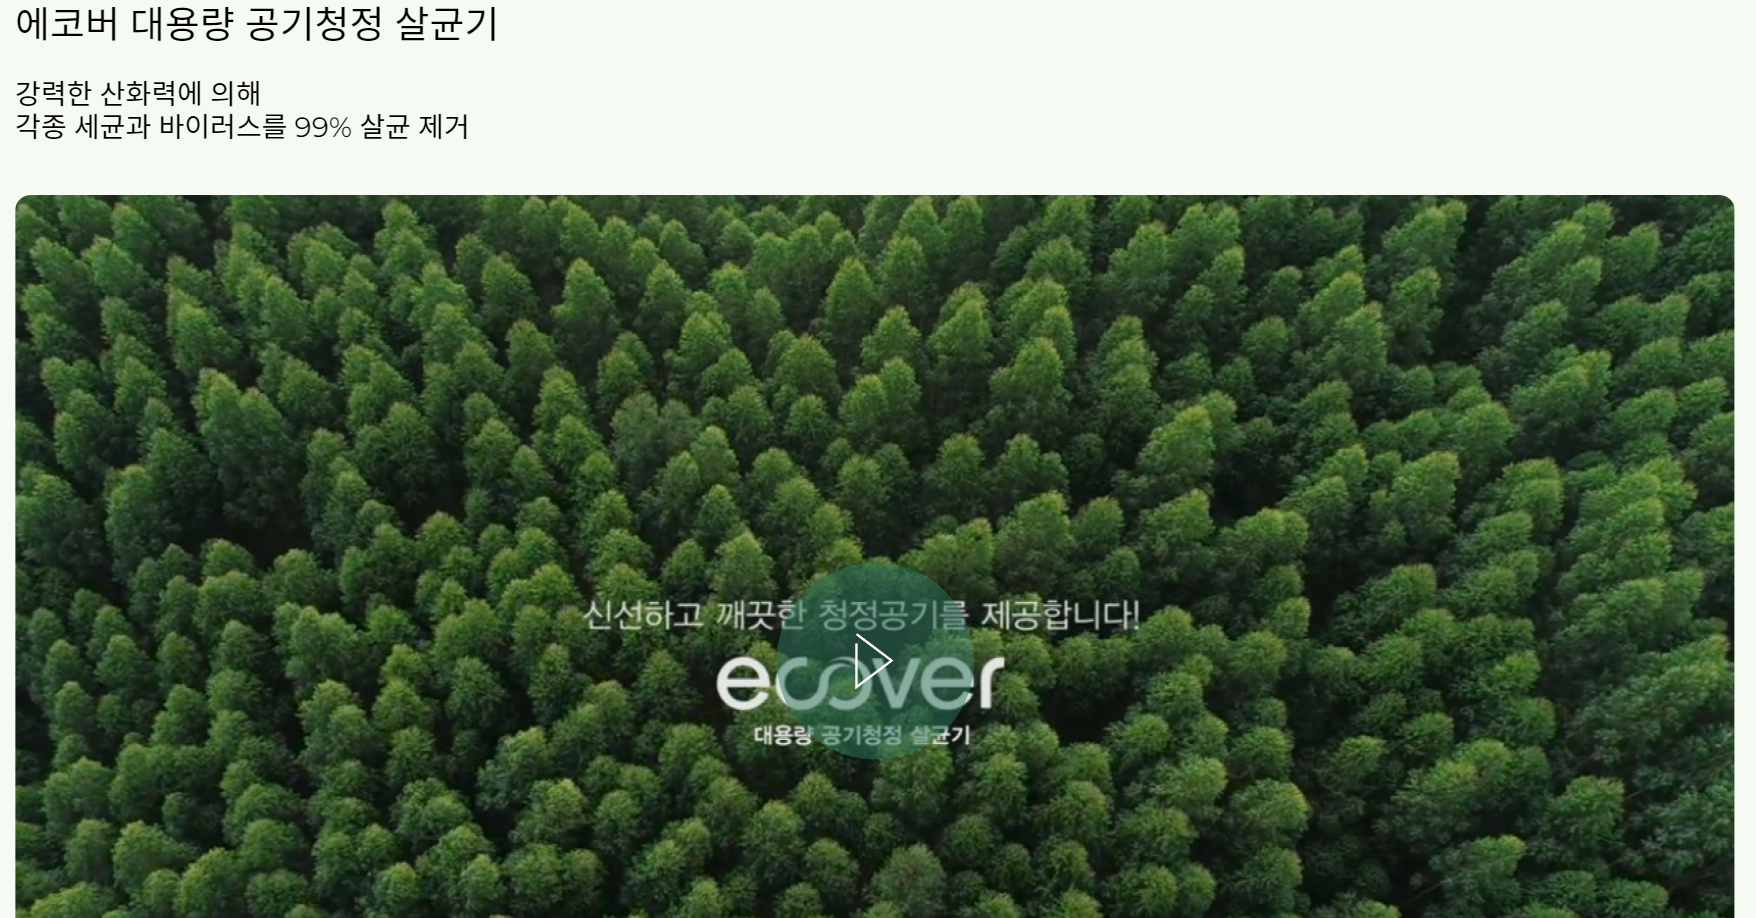 에코버 대용량 공기청정 살균기
강력한 산화력에 의해
각종 세균과 바이러스를 99% 살균 제거
신선하고 깨끗한 청정공기를 제공합니다!
ecover
대용량 공기청정 살균기